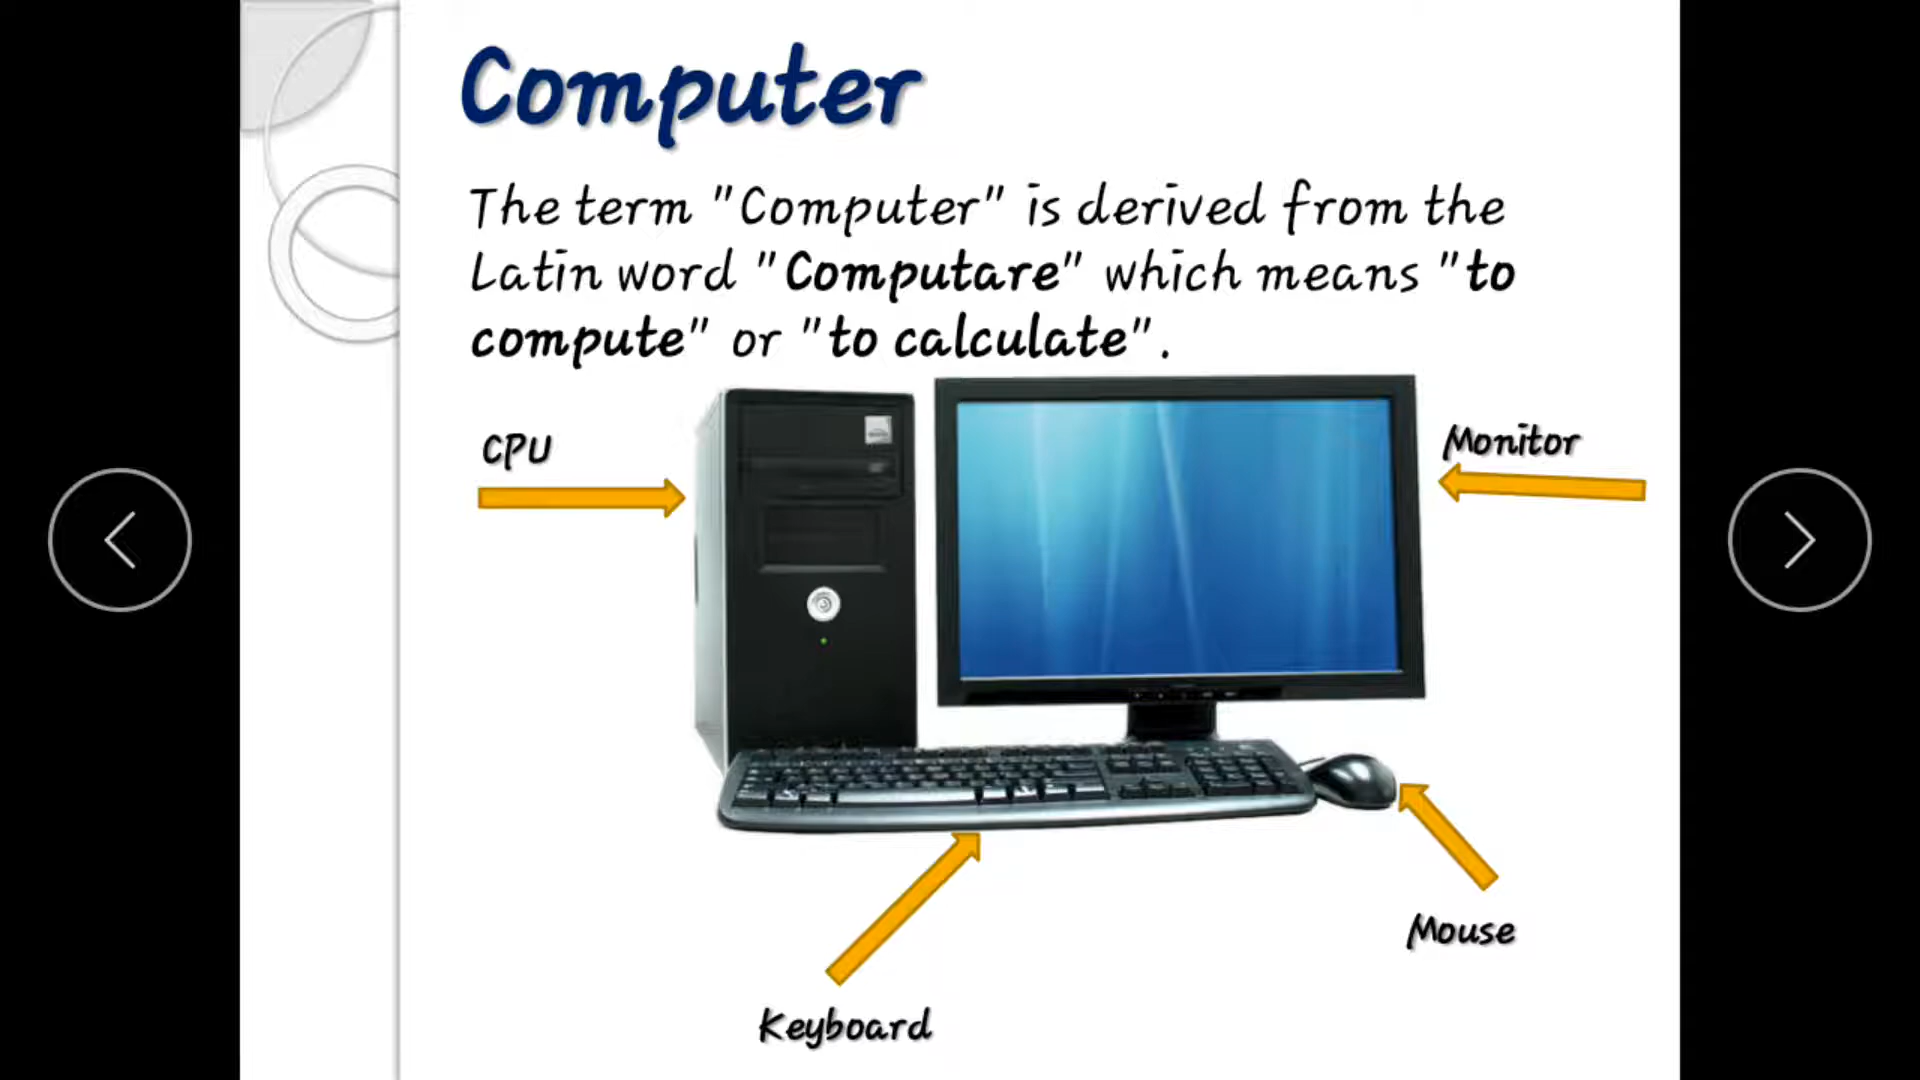 Computer
The term "Computer" is derived from the
Latin word "Computare" which means "to
compute" or "to calculate".
CPU
Monitor
Mouse
Keyboard